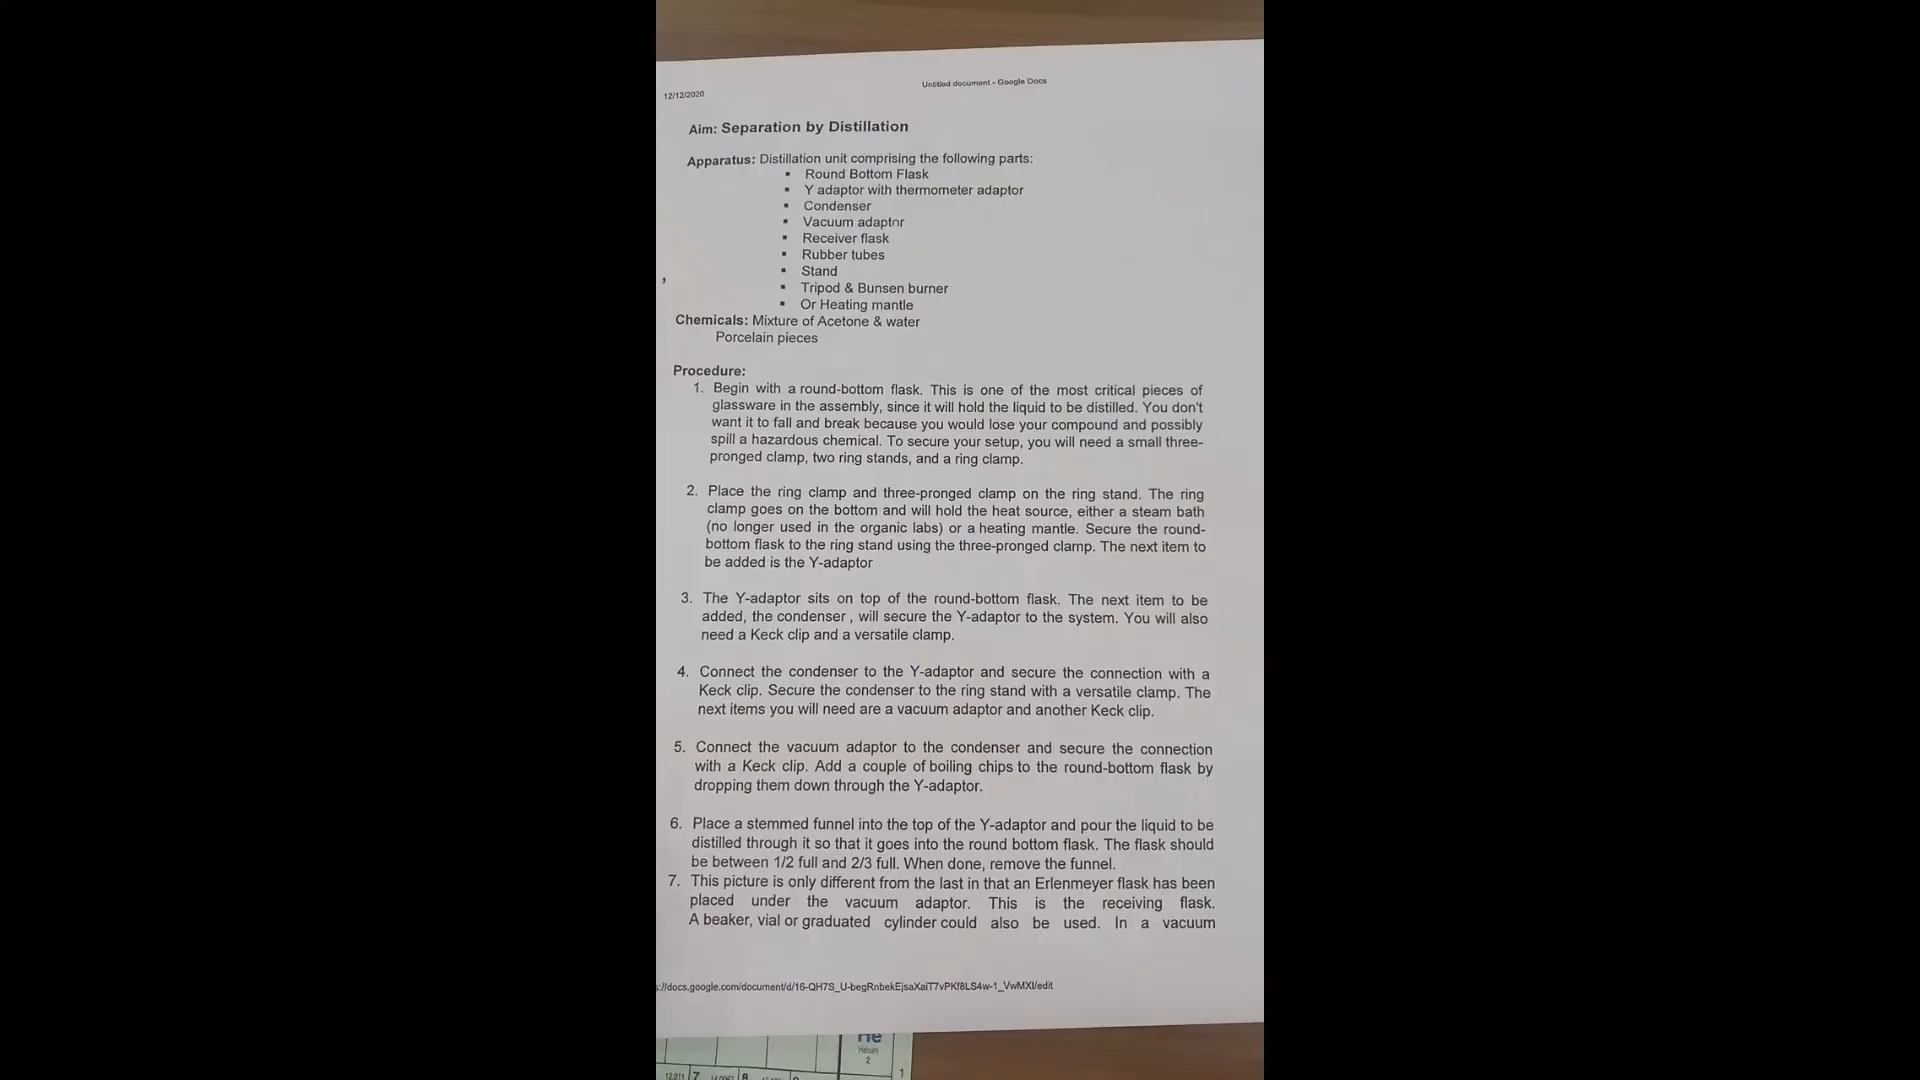 12/12/2020
Untitled document - Google Docs
Aim: Separation by Distillation
Apparatus: Distillation unit comprising the following parts:
▪ Round Bottom Flask
▪ Y adaptor with thermometer adaptor
▪ Condenser
▪ Vacuum adaptor
▪ Receiver flask
▪ Rubber tubes
▪ Stand
▪ Tripod & Bunsen burner
▪ Or Heating mantle
Chemicals: Mixture of Acetone & water
Porcelain pieces
Procedure:
1. Begin with a round-bottom flask. This is one of the most critical pieces of
glassware in the assembly, since it will hold the liquid to be distilled. You don't
want it to fall and break because you would lose your compound and possibly
spill a hazardous chemical. To secure your setup, you will need a small three-
pronged clamp, two ring stands, and a ring clamp.
2. Place the ring clamp and three-pronged clamp on the ring stand. The ring
clamp goes on the bottom and will hold the heat source, either a steam bath
(no longer used in the organic labs) or a heating mantle. Secure the round-
bottom flask to the ring stand using the three-pronged clamp. The next item to
be added is the Y-adaptor
3. The Y-adaptor sits on top of the round-bottom flask. The next item to be
added, the condenser , will secure the Y-adaptor to the system. You will also
need a Keck clip and a versatile clamp.
4. Connect the condenser to the Y-adaptor and secure the connection with a
Keck clip. Secure the condenser to the ring stand with a versatile clamp. The
next items you will need are a vacuum adaptor and another Keck clip.
5. Connect the vacuum adaptor to the condenser and secure the connection
with a Keck clip. Add a couple of boiling chips to the round-bottom flask by
dropping them down through the Y-adaptor.
6. Place a stemmed funnel into the top of the Y-adaptor and pour the liquid to be
distilled through it so that it goes into the round bottom flask. The flask should
be between 1/2 full and 2/3 full. When done, remove the funnel.
7. This picture is only different from the last in that an Erlenmeyer flask has been
placed under the vacuum adaptor. This is the receiving flask.
A beaker, vial or graduated cylinder could also be used. In a vacuum
He
Helium
2
12.011 7 14.0067 8
1